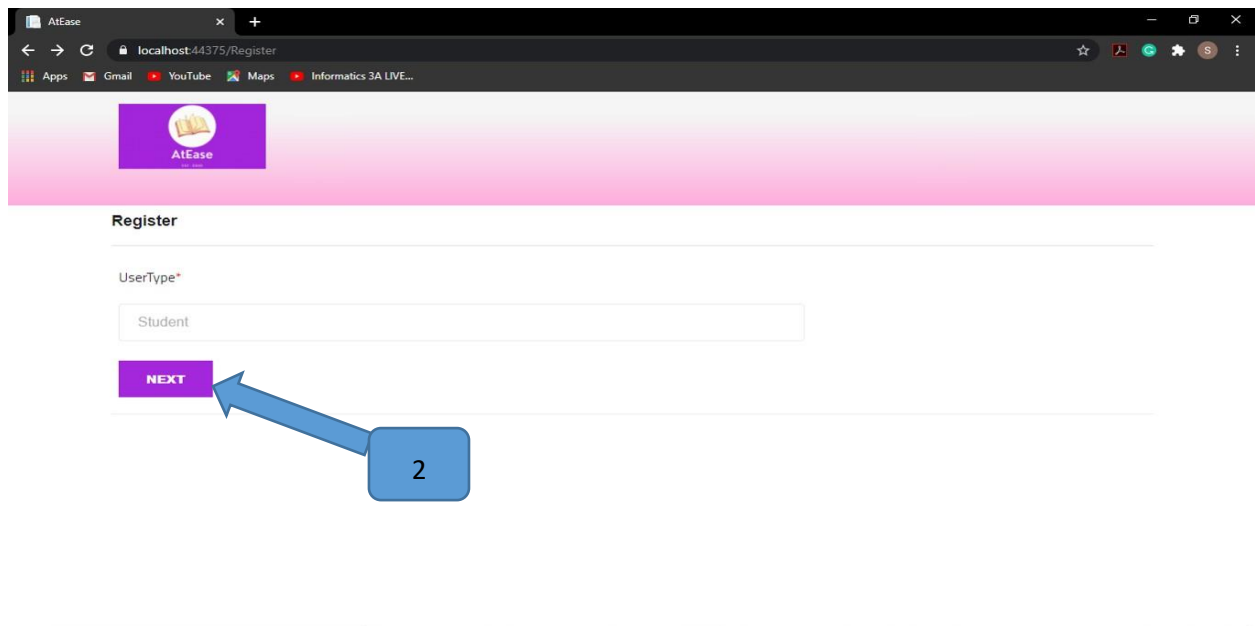 AtEase
localhost:44375/Register
S
Apps Gmail YouTube Maps Informatics 3A LIVE...
AtEase
Register
UserType*
Student
NEXT
2